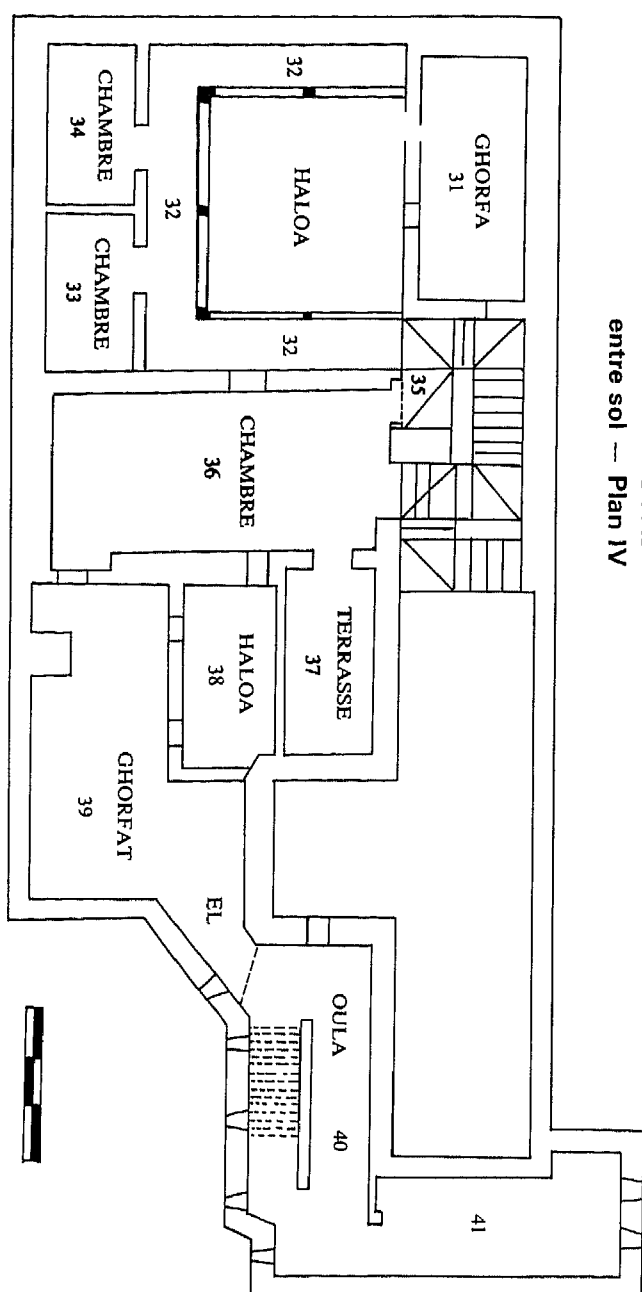 entre sol — Plan IV
GHORFA
31
35
41
32
HALOA
32
32
TERRASSE
37
OULA
40
CHAMBRE
36
HALOA
38
EL
GHORFAT
39
CHAMBRE
34
CHAMBRE
33